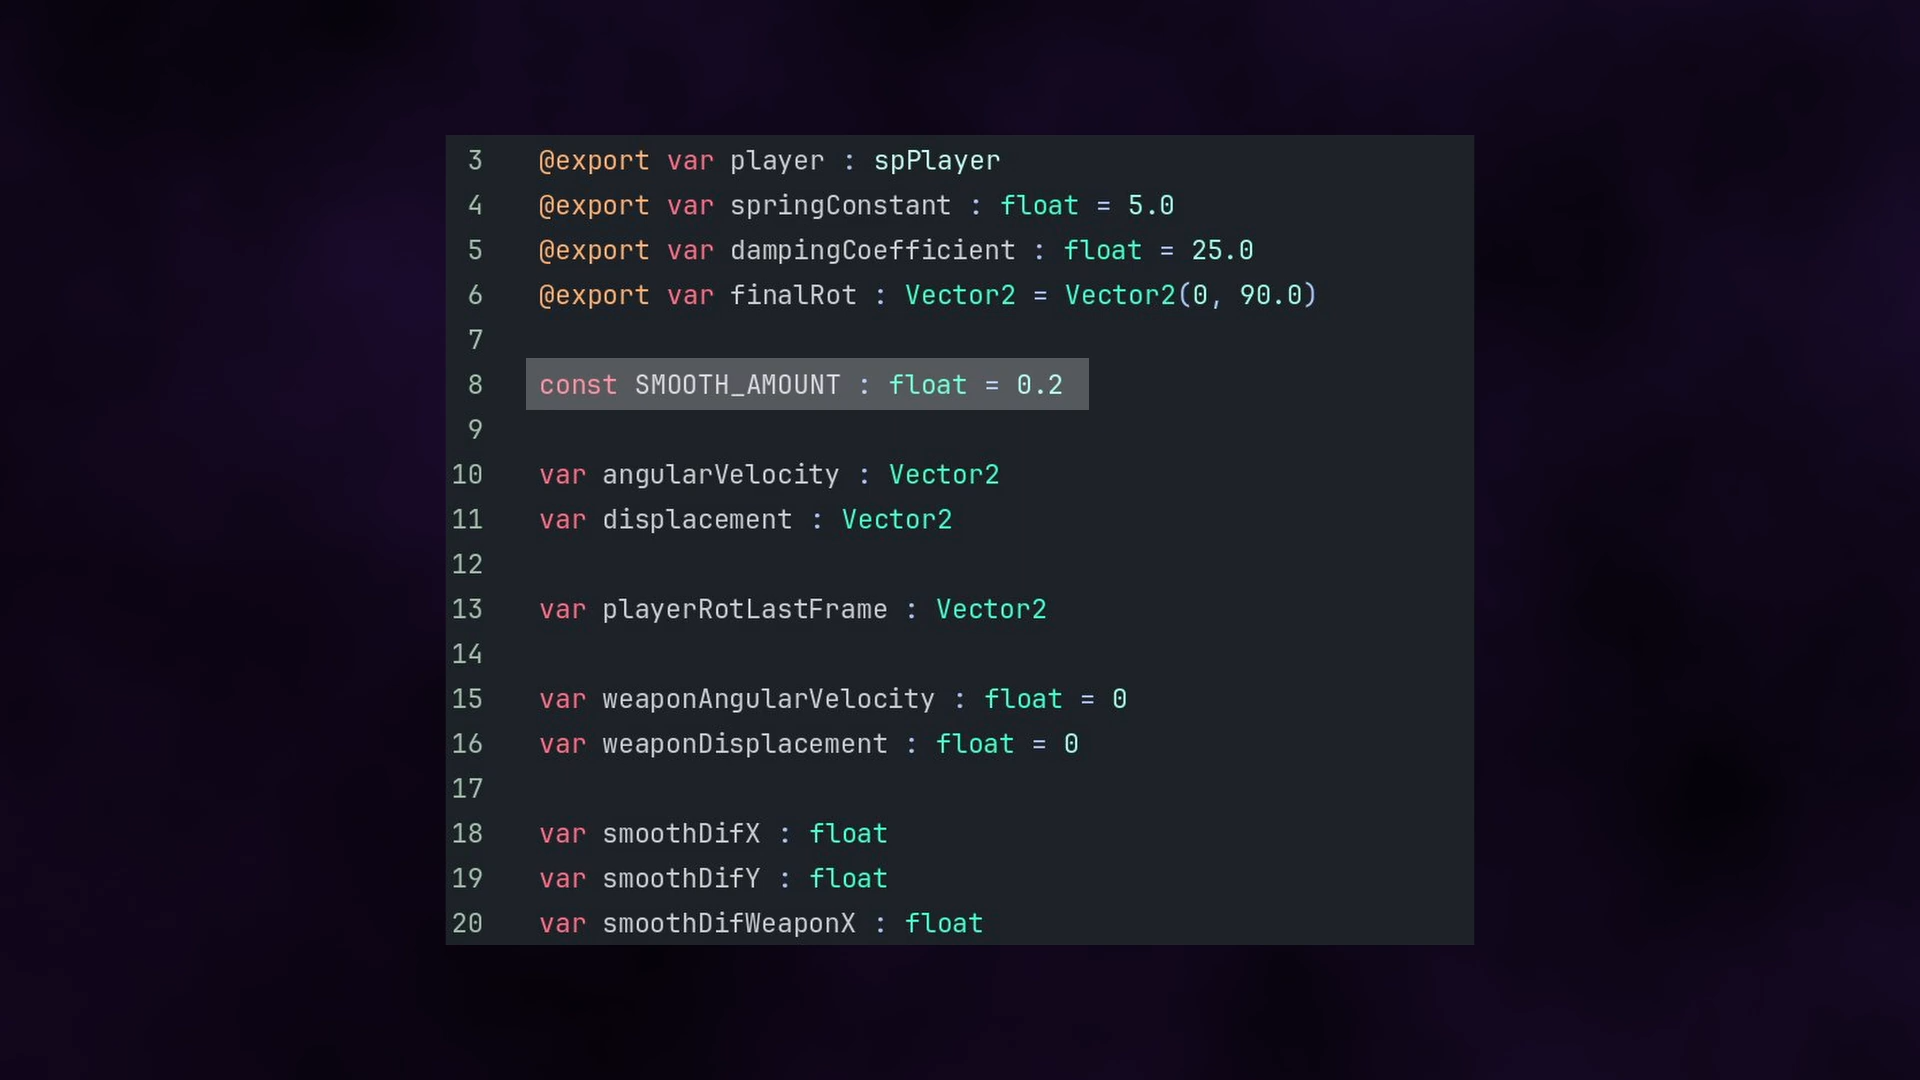 3 @export var player : spPlayer
4 @export var springConstant : float = 5.0
5 @export var dampingCoefficient : float = 25.0
6 @export var finalRot : Vector2 = Vector2(0, 90.0)
7
8 const SMOOTH_AMOUNT : float = 0.2
9
10 var angularVelocity : Vector2
11 var displacement : Vector2
12
13 var playerRotLastFrame : Vector2
14
15 var weaponAngularVelocity : float = 0
16 var weaponDisplacement : float = 0
17
18 var smoothDifX : float
19 var smoothDifY : float
20 var smoothDifWeaponX : float